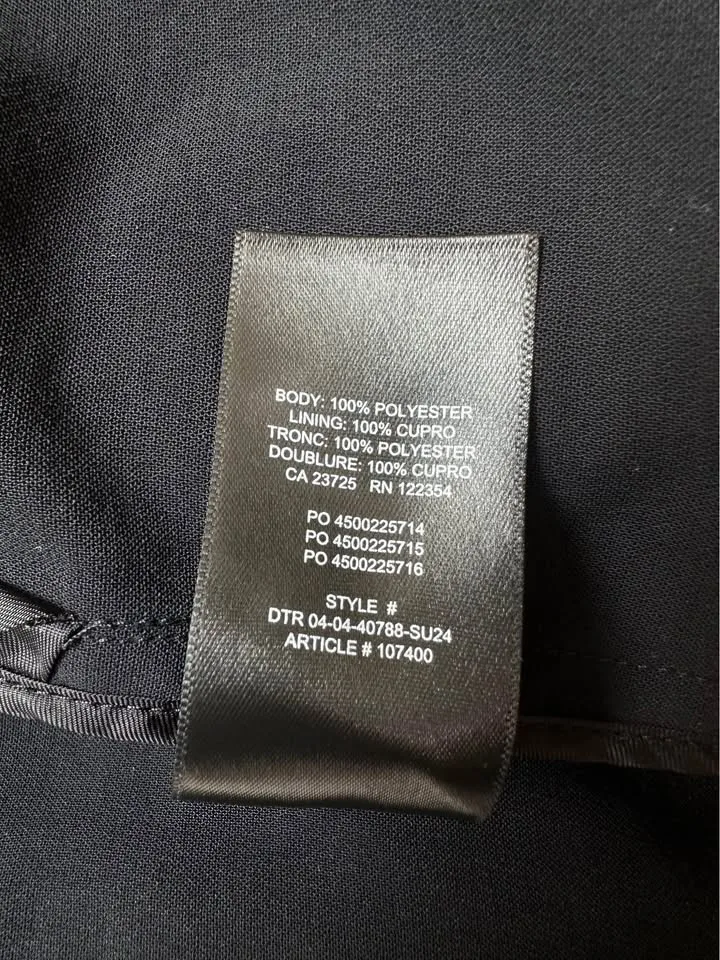 BODY: 100% POLYESTER
LINING: 100% CUPRO
TRONC: 100% POLYESTER
DOUBLURE: 100% CUPRO
CA 23725 RN 122354
PO 4500225714
PO 4500225715
PO 4500225716
STYLE #
DTR 04-04-40788-SU24
ARTICLE # 107400